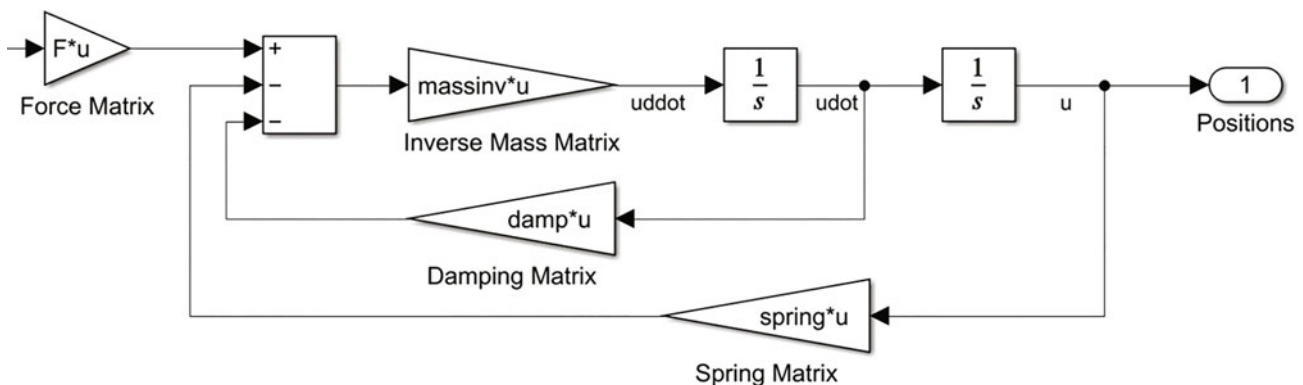 F*u
Force Matrix
+
−
−
massinv*u
Inverse Mass Matrix
uddot
1
s
udot
1
s
u
1
Positions
damp*u
Damping Matrix
spring*u
Spring Matrix